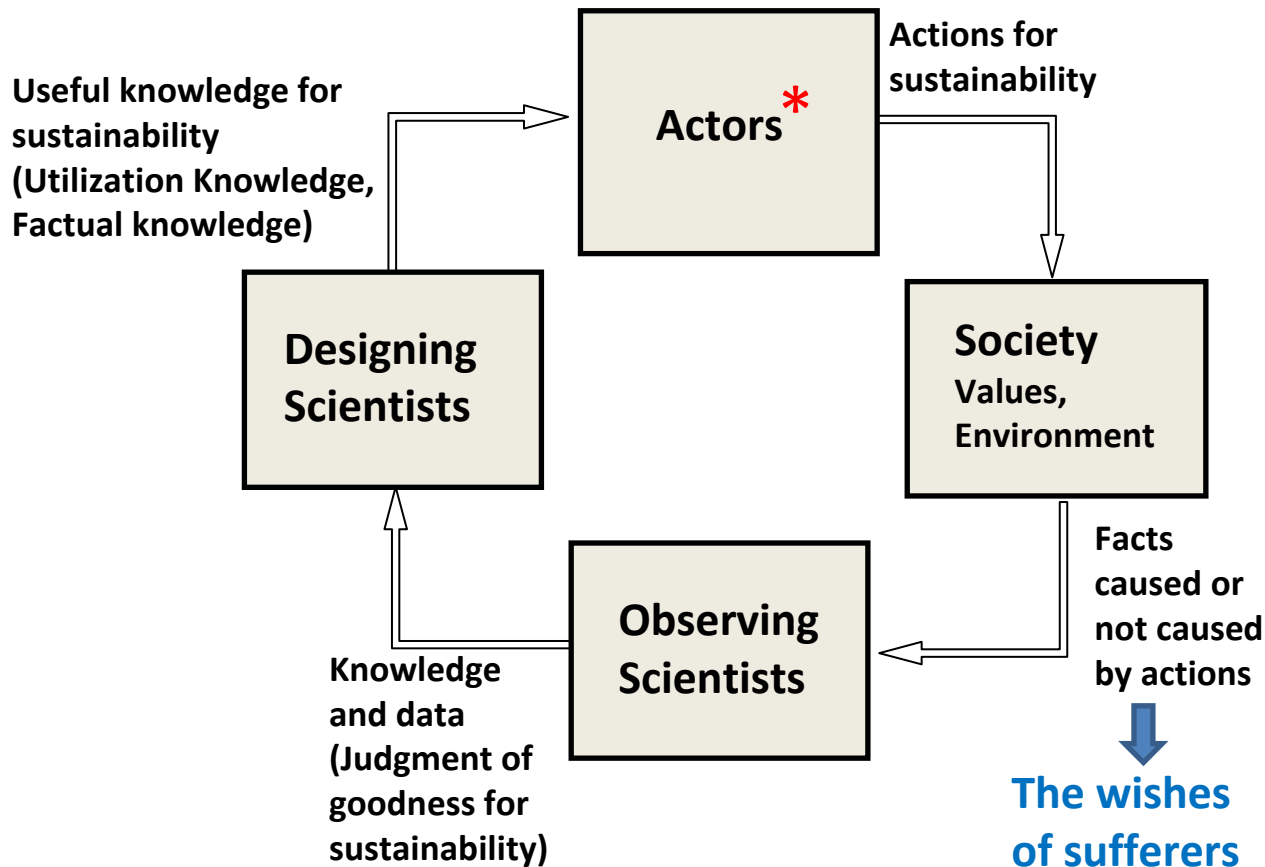 Actions for
sustainability
Useful knowledge for
sustainability
(Utilization Knowledge,
Factual knowledge)
Actors*
Designing
Scientists
Society
Values,
Environment
Facts
caused or
not caused
by actions
Observing
Scientists
Knowledge
and data
(Judgment of
goodness for
sustainability)
The wishes
of sufferers